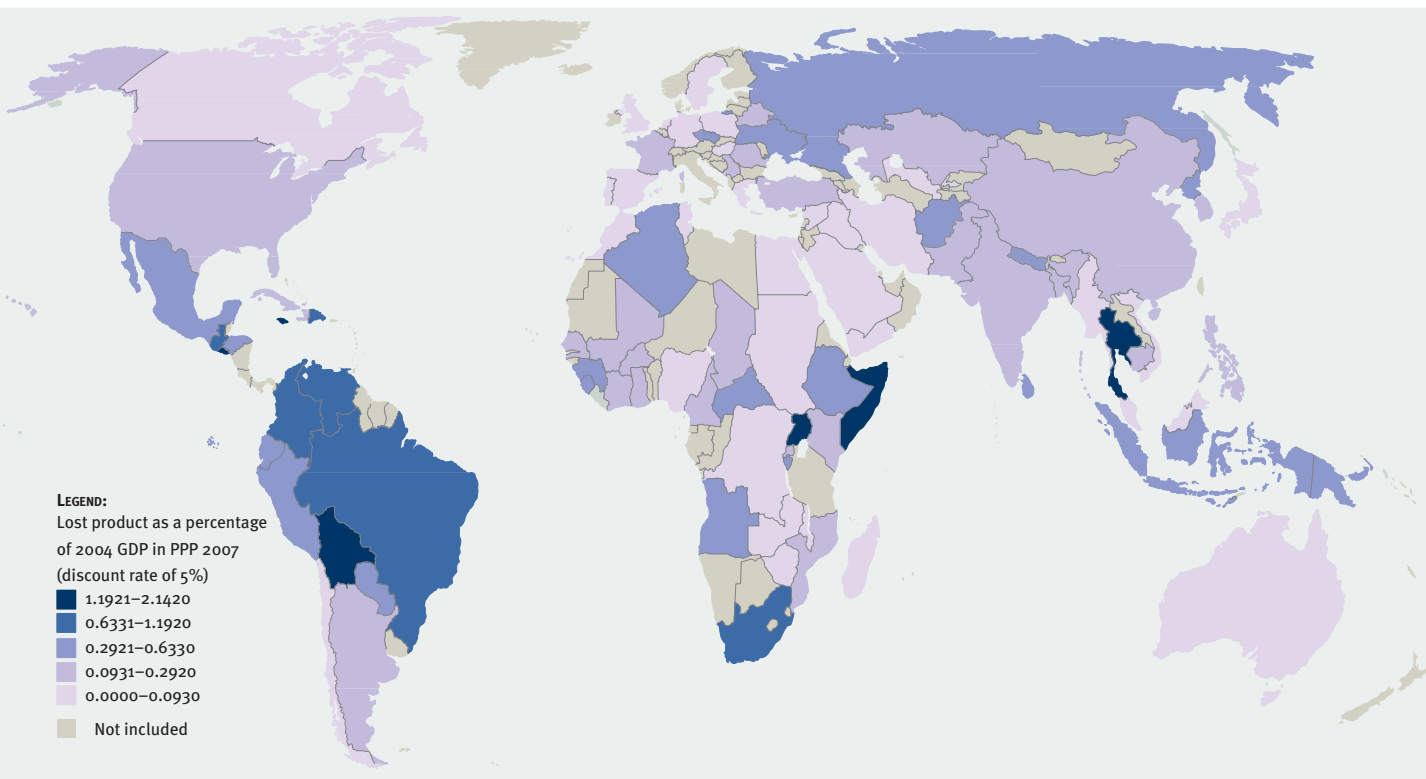 Legend:
Lost product as a percentage
of 2004 GDP in PPP 2007
(discount rate of 5%)
1.1921–2.1420
0.6331–1.1920
0.2921–0.6330
0.0931–0.2920
0.0000–0.0930
Not included